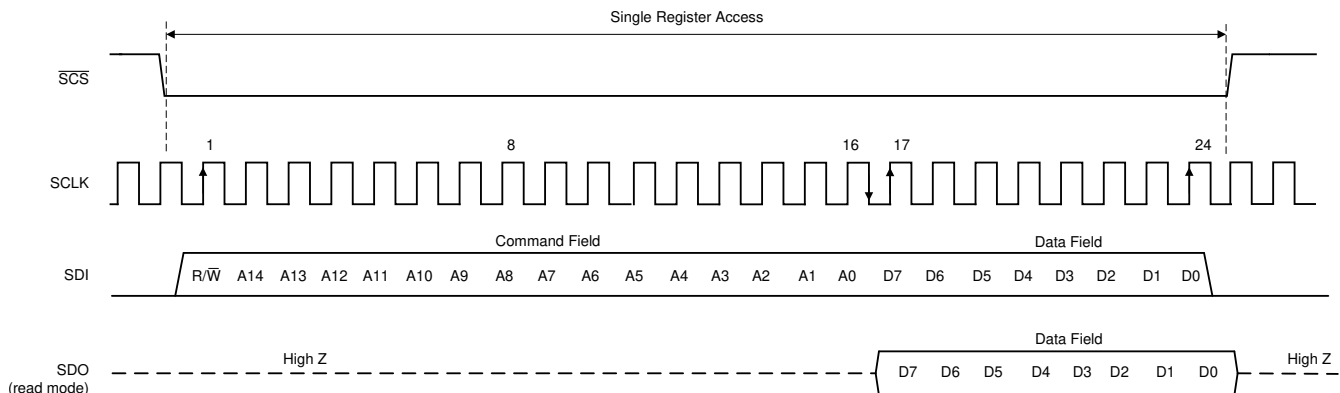 Single Register Access
SCS
1 8 16 17 24
SCLK
Command Field Data Field
SDI R/W A14 A13 A12 A11 A10 A9 A8 A7 A6 A5 A4 A3 A2 A1 A0 D7 D6 D5 D4 D3 D2 D1 D0
Data Field
High Z High Z
SDO D7 D6 D5 D4 D3 D2 D1 D0
(read mode)